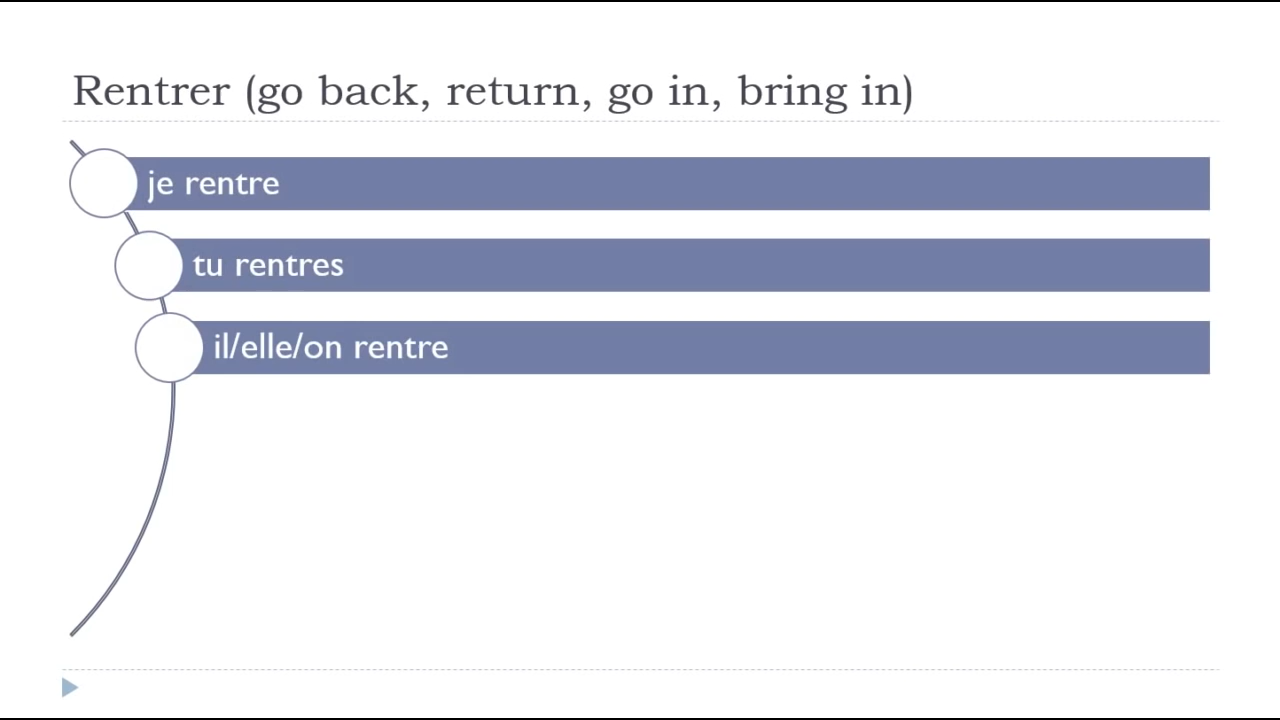 Rentrer (go back, return, go in, bring in)
je rentre
tu rentres
il/elle/on rentre